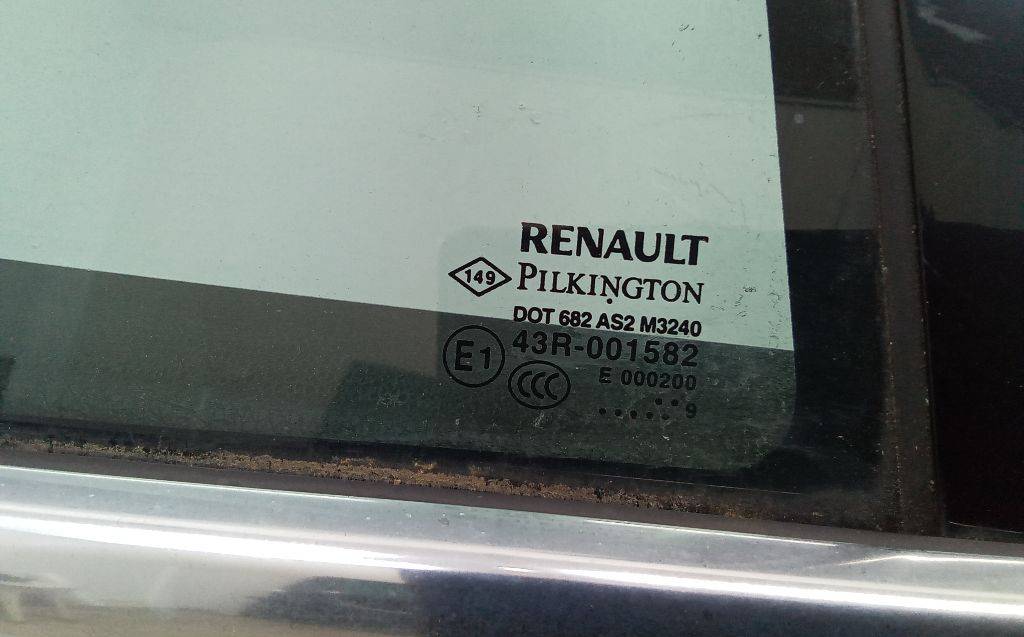 RENAULT
149 PILKINGTON
DOT 682 AS2 M3240
E1 43R-001582
CCC E 000200
...... .. 9